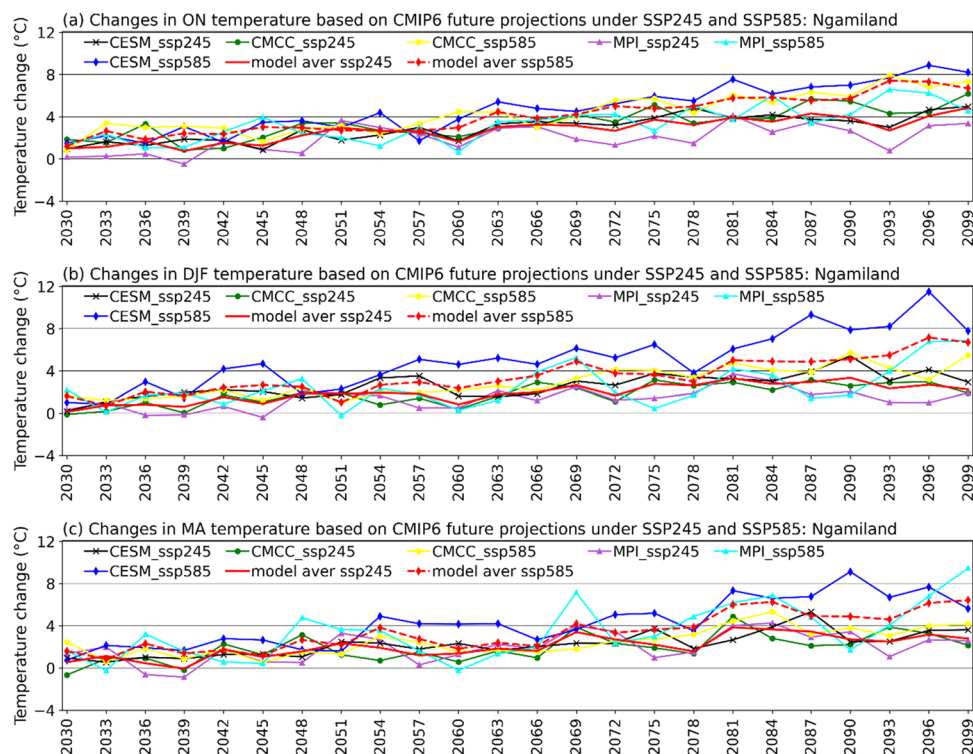 (a) Changes in ON temperature based on CMIP6 future projections under SSP245 and SSP585: Ngamiland
Temperature change (°C)
12
8
4
0
−4
CESM_ssp245 CMCC_ssp245 CMCC_ssp585 MPI_ssp245 MPI_ssp585
CESM_ssp585 model aver ssp245 model aver ssp585
2030 2033 2036 2039 2042 2045 2048 2051 2054 2057 2060 2063 2066 2069 2072 2075 2078 2081 2084 2087 2090 2093 2096 2099
(b) Changes in DJF temperature based on CMIP6 future projections under SSP245 and SSP585: Ngamiland
Temperature change (°C)
12
8
4
0
−4
CESM_ssp245 CMCC_ssp245 CMCC_ssp585 MPI_ssp245 MPI_ssp585
CESM_ssp585 model aver ssp245 model aver ssp585
2030 2033 2036 2039 2042 2045 2048 2051 2054 2057 2060 2063 2066 2069 2072 2075 2078 2081 2084 2087 2090 2093 2096 2099
(c) Changes in MA temperature based on CMIP6 future projections under SSP245 and SSP585: Ngamiland
Temperature change (°C)
12
8
4
0
−4
CESM_ssp245 CMCC_ssp245 CMCC_ssp585 MPI_ssp245 MPI_ssp585
CESM_ssp585 model aver ssp245 model aver ssp585
2030 2033 2036 2039 2042 2045 2048 2051 2054 2057 2060 2063 2066 2069 2072 2075 2078 2081 2084 2087 2090 2093 2096 2099